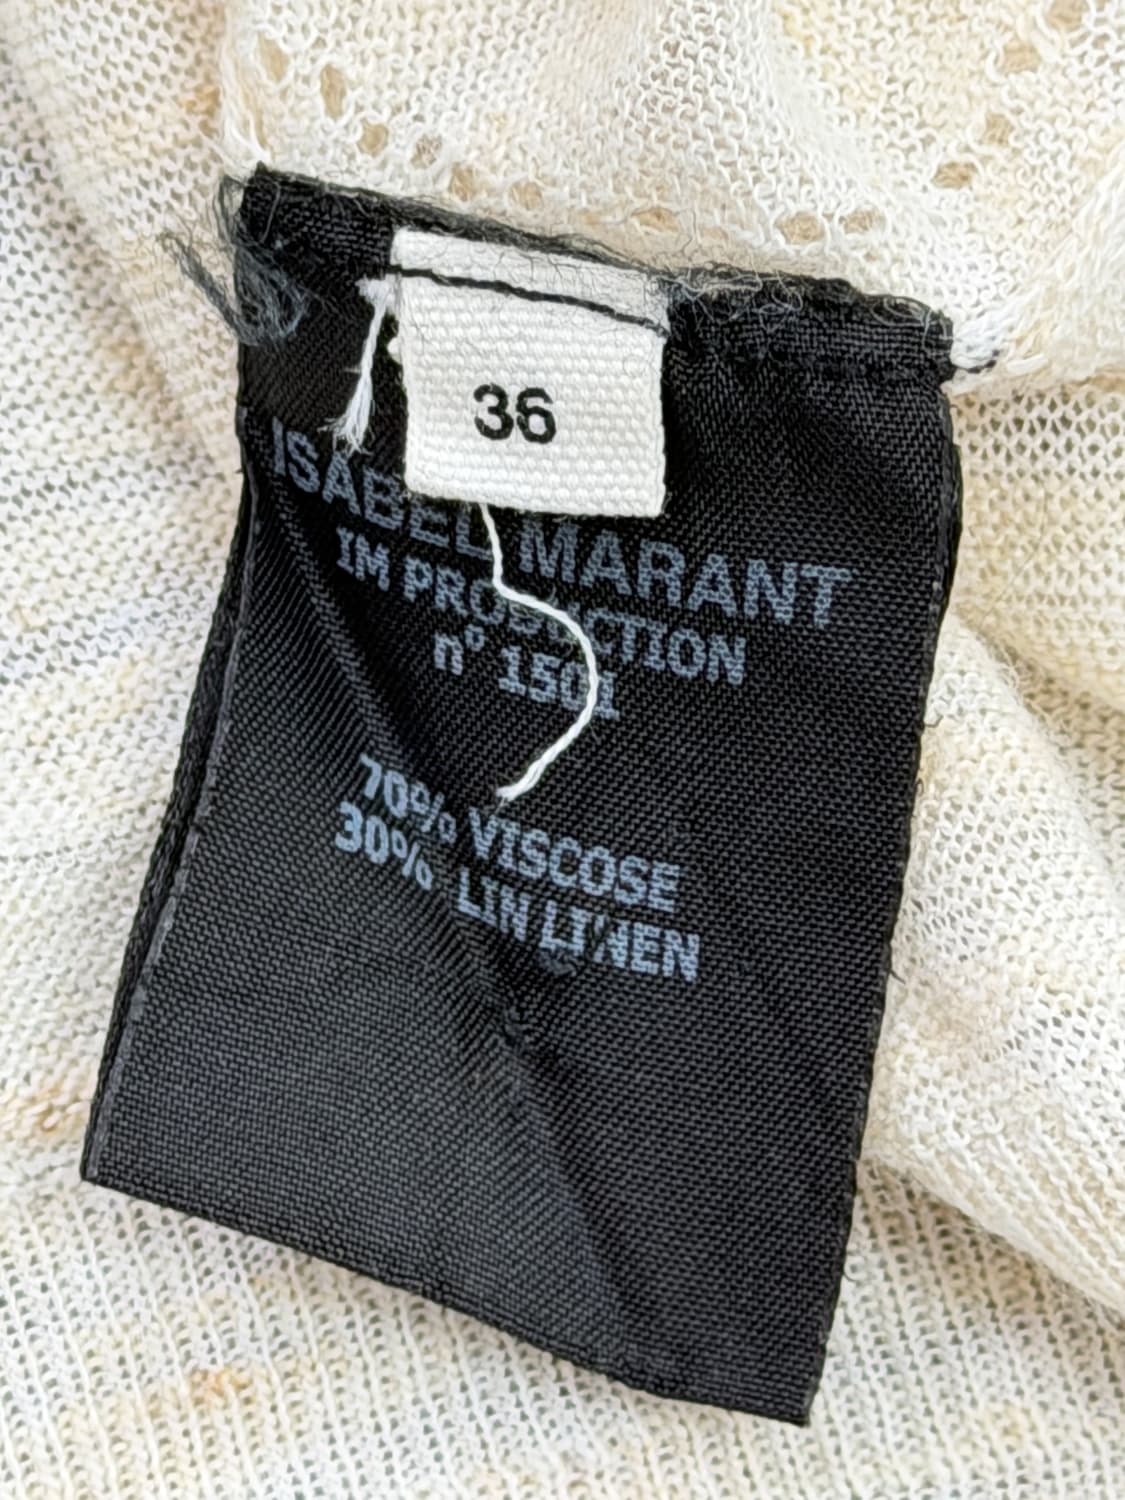 36
ISABEL MARANT
IM PRODUCTION
n° 1501
70% VISCOSE
30% LIN LINEN